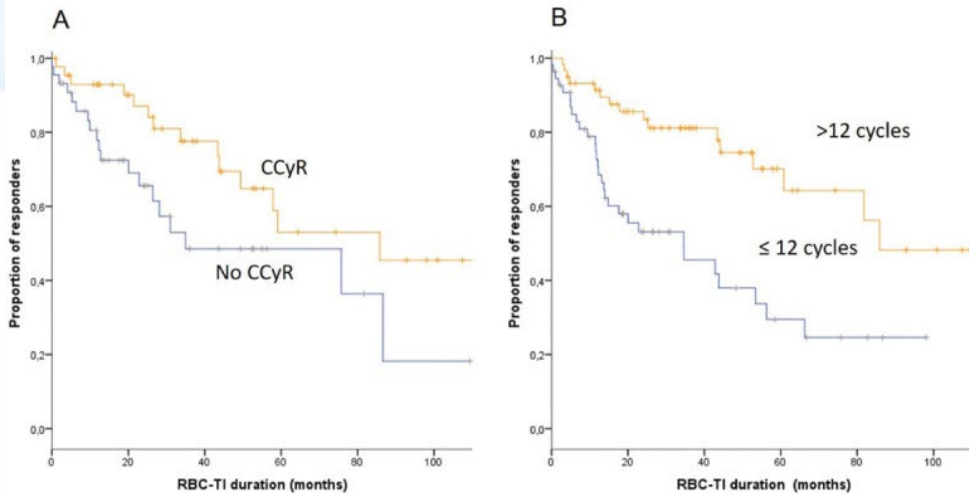 A
Proportion of responders
1,0
0,8
0,6
0,4
0,2
0,0
CCyR
No CCyR
0 20 40 60 80 100
RBC-TI duration (months)
B
Proportion of responders
1,0
0,8
0,6
0,4
0,2
0,0
>12 cycles
≤ 12 cycles
0 20 40 60 80 100
RBC-TI duration (months)